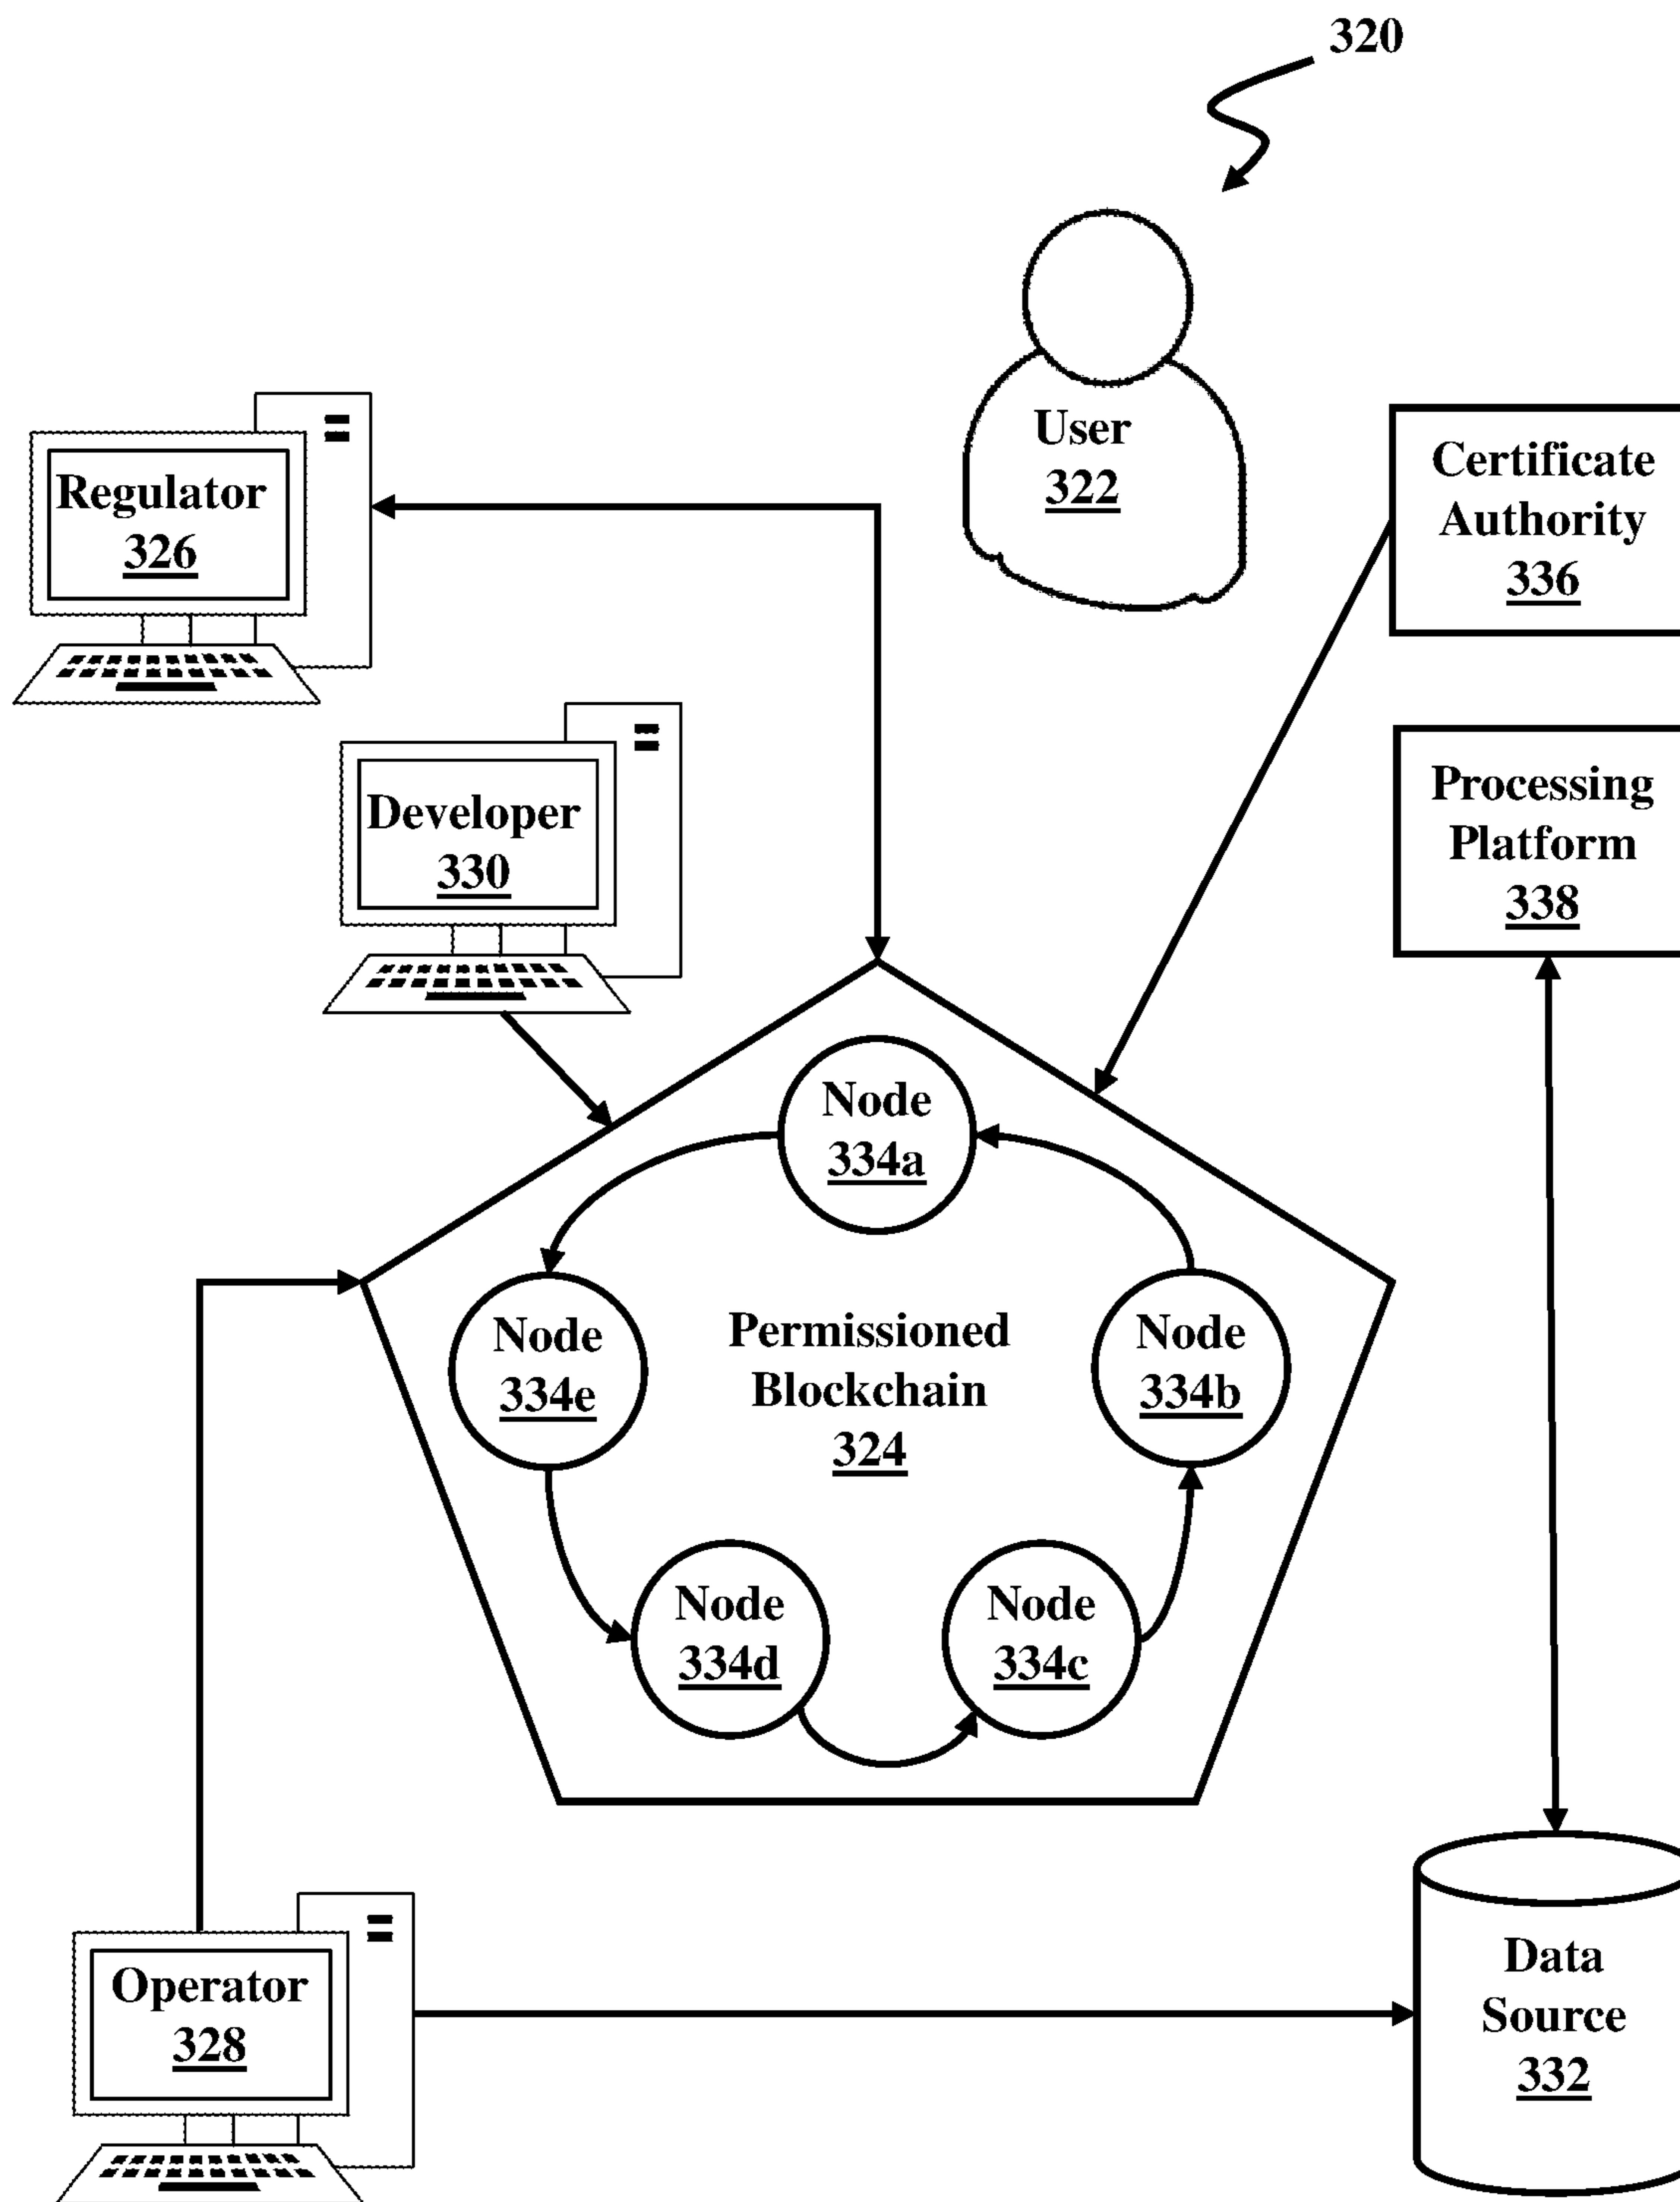 320
User
322
Certificate
Authority
336
Regulator
326
Processing
Platform
338
Developer
330
Node
334a
Node
334e
Permissioned
Blockchain
324
Node
334b
Node
334d
Node
334c
Operator
328
Data
Source
332